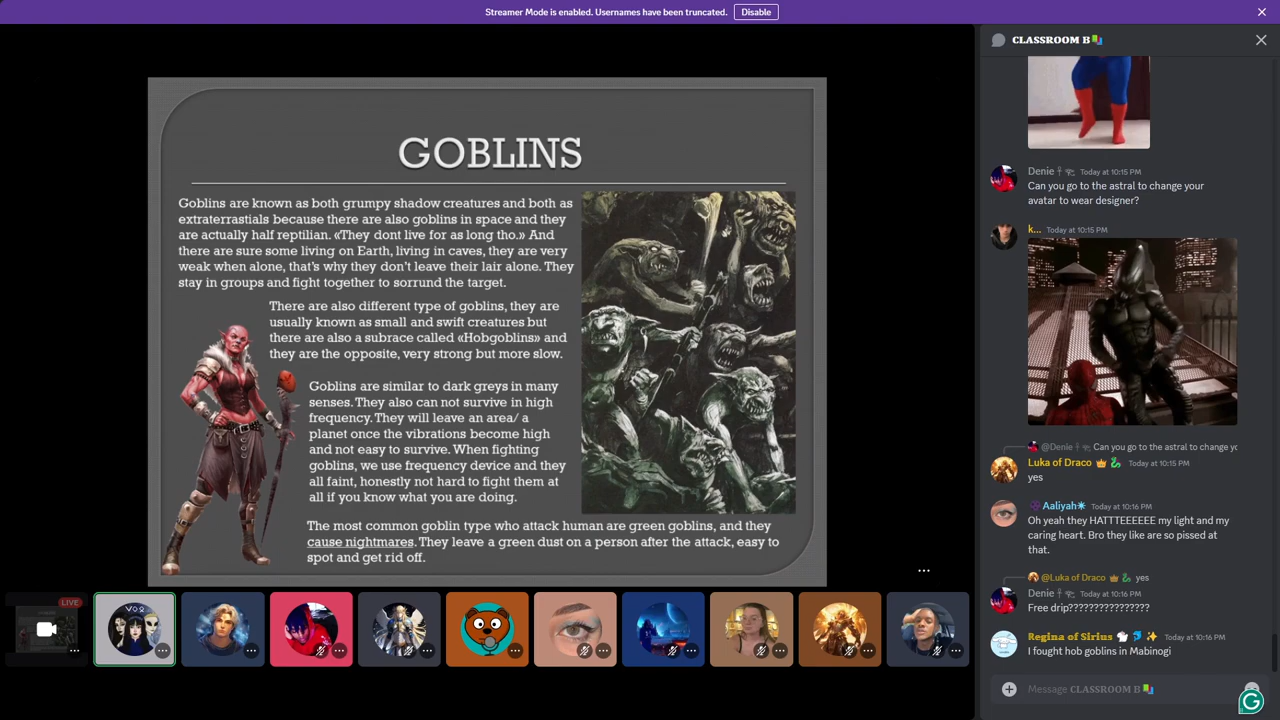 Streamer Mode is enabled. Usernames have been truncated. Disable
CLASSROOM B
GOBLINS
Goblins are known as both grumpy shadow creatures and both as
extraterrastials because there are also goblins in space and they
are actually half reptilian. «They dont live for as long tho.» And
there are sure some living on Earth, living in caves, they are very
weak when alone, that's why they don't leave their lair alone. They
stay in groups and fight together to sorrund the target.
There are also different type of goblins, they are
usually known as small and swift creatures but
there are also a subrace called «Hobgoblins» and
they are the opposite, very strong but more slow.
Goblins are similar to dark greys in many
senses. They also can not survive in high
frequency. They will leave an area/ a
planet once the vibrations become high
and not easy to survive. When fighting
goblins, we use frequency device and they
all faint, honestly not hard to fight them at
all if you know what you are doing.
The most common goblin type who attack human are green goblins, and they
cause nightmares. They leave a green dust on a person after the attack, easy to
spot and get rid off.
LIVE
VOX
Denie Today at 10:15 PM
Can you go to the astral to change your
avatar to wear designer?
k... Today at 10:15 PM
@Denie Can you go to the astral to change yo
Luka of Draco Today at 10:15 PM
yes
Aaliyah Today at 10:16 PM
Oh yeah they HATTTEEEEE my light and my
caring heart. Bro they like are so pissed at
that.
@Luka of Draco yes
Denie Today at 10:16 PM
Free drip????????????????
Regina of Sirius Today at 10:16 PM
I fought hob goblins in Mabinogi
Message CLASSROOM B